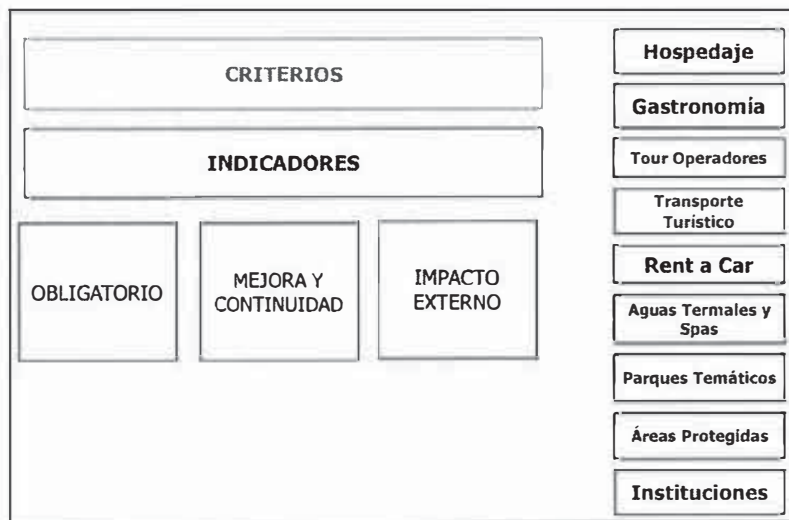 CRITERIOS
INDICADORES
OBLIGATORIO
MEJORA Y
CONTINUIDAD
IMPACTO
EXTERNO
Hospedaje
Gastronomía
Tour Operadores
Transporte
Turístico
Rent a Car
Aguas Termales y
Spas
Parques Temáticos
Áreas Protegidas
Instituciones